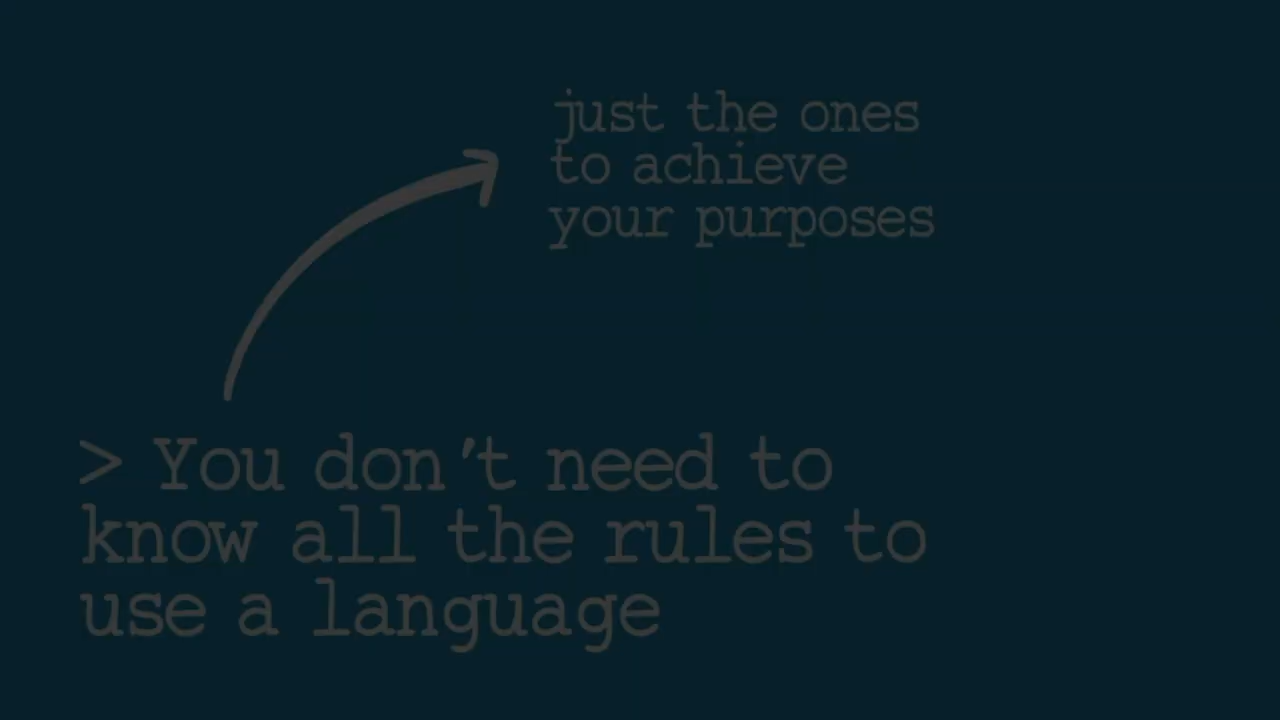 just the ones
to achieve
your purposes
> You don't need to
know all the rules to
use a language